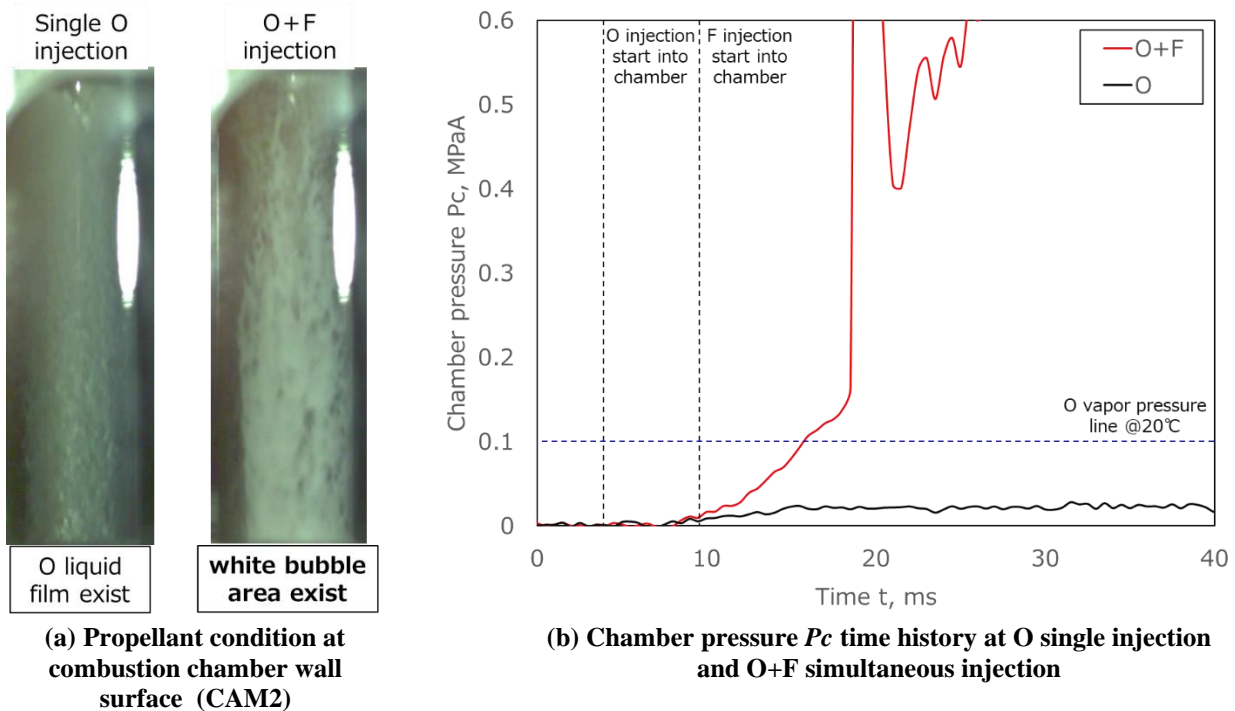 Single O
injection
O+F
injection
O liquid
film exist
white bubble
area exist
(a) Propellant condition at
combustion chamber wall
surface (CAM2)
Chamber pressure Pc, MPaA
0.6
0.5
0.4
0.3
0.2
0.1
0
O injection
start into
chamber
F injection
start into
chamber
O+F
O
O vapor pressure
line @20℃
0
10
20
30
40
Time t, ms
(b) Chamber pressure Pc time history at O single injection
and O+F simultaneous injection